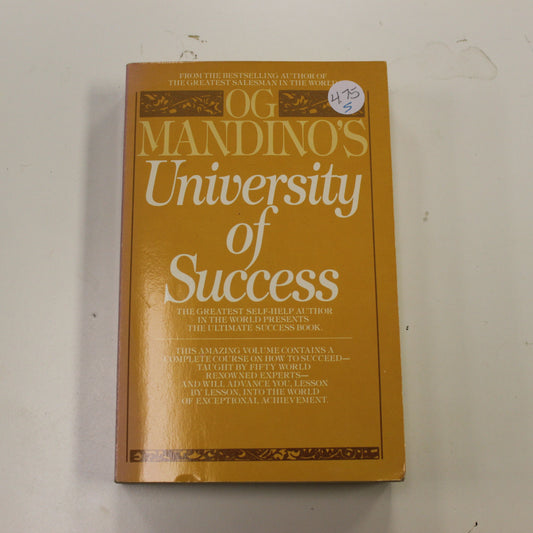 FROM THE BESTSELLING AUTHOR OF
THE GREATEST SALESMAN IN THE WORLD
OG
MANDINO'S
University
of
Success
THE GREATEST SELF-HELP AUTHOR
IN THE WORLD PRESENTS
THE ULTIMATE SUCCESS BOOK.
THIS AMAZING VOLUME CONTAINS A
COMPLETE COURSE ON HOW TO SUCCEED—
TAUGHT BY FIFTY WORLD
RENOWNED EXPERTS—
AND WILL ADVANCE YOU, LESSON
BY LESSON, INTO THE WORLD
OF EXCEPTIONAL ACHIEVEMENT.
475
S